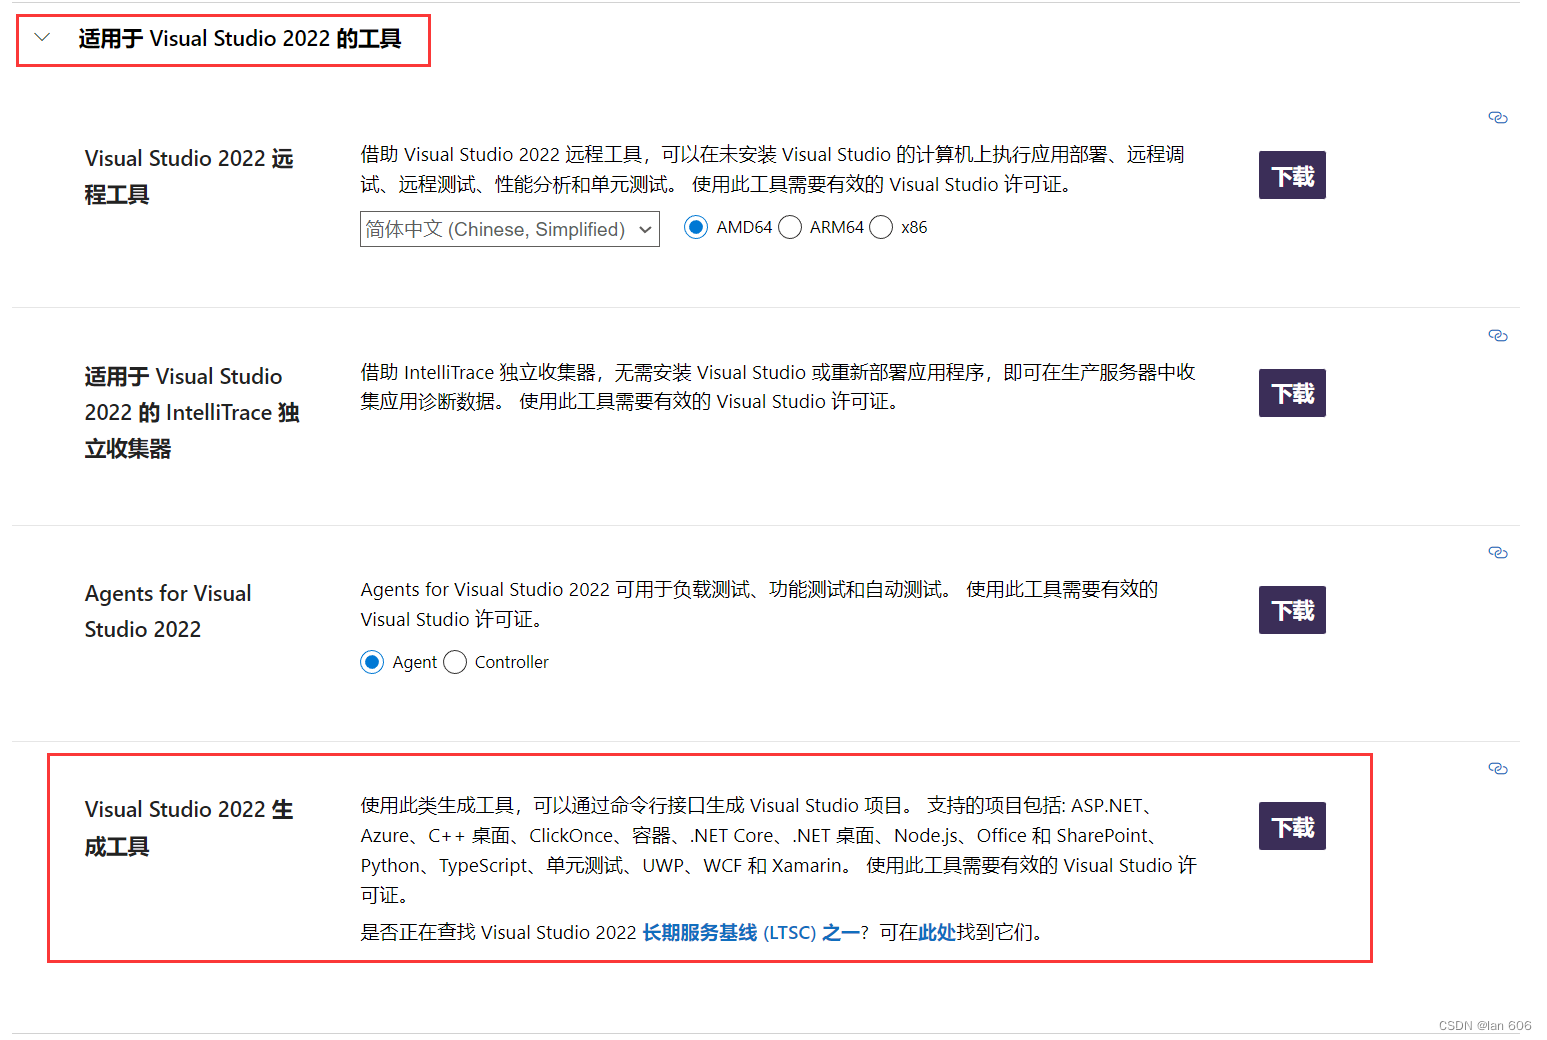 适用于 Visual Studio 2022 的工具
Visual Studio 2022 远
程工具
借助 Visual Studio 2022 远程工具，可以在未安装 Visual Studio 的计算机上执行应用部署、远程调
试、远程测试、性能分析和单元测试。 使用此工具需要有效的 Visual Studio 许可证。
简体中文 (Chinese, Simplified)
AMD64 ARM64 x86
下载
适用于 Visual Studio
2022 的 IntelliTrace 独
立收集器
借助 IntelliTrace 独立收集器，无需安装 Visual Studio 或重新部署应用程序，即可在生产服务器中收
集应用诊断数据。 使用此工具需要有效的 Visual Studio 许可证。
下载
Agents for Visual
Studio 2022
Agents for Visual Studio 2022 可用于负载测试、功能测试和自动测试。 使用此工具需要有效的
Visual Studio 许可证。
Agent Controller
下载
Visual Studio 2022 生
成工具
使用此类生成工具，可以通过命令行接口生成 Visual Studio 项目。 支持的项目包括: ASP.NET、
Azure、C++ 桌面、ClickOnce、容器、.NET Core、.NET 桌面、Node.js、Office 和 SharePoint、
Python、TypeScript、单元测试、UWP、WCF 和 Xamarin。 使用此工具需要有效的 Visual Studio 许
可证。
是否正在查找 Visual Studio 2022 长期服务基线 (LTSC) 之一？可在此处找到它们。
下载
CSDN @lan 606